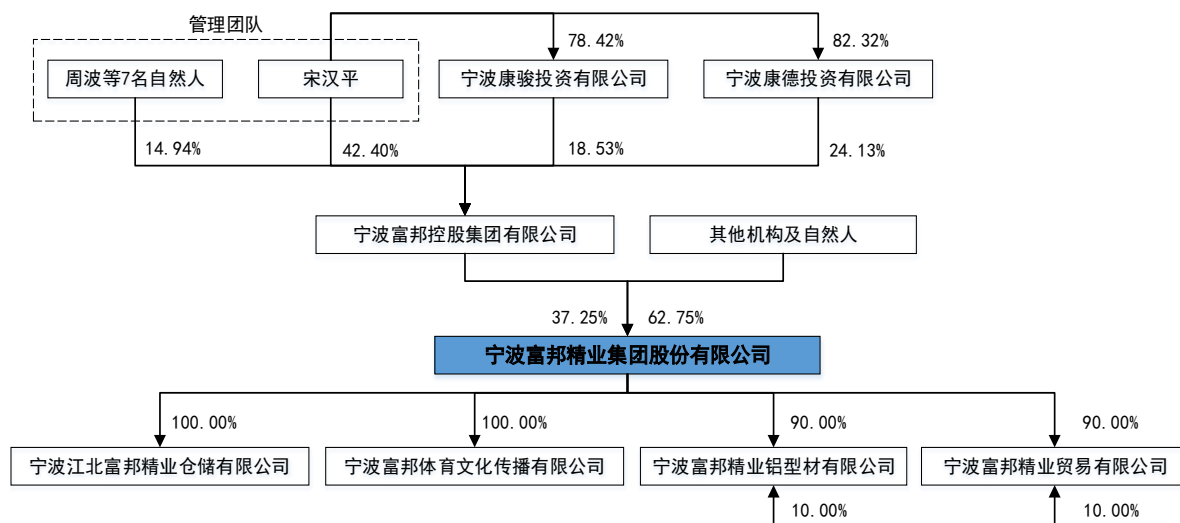 管理团队
78.42%
82.32%
周波等7名自然人
宋汉平
宁波康骏投资有限公司
宁波康德投资有限公司
14.94%
42.40%
18.53%
24.13%
宁波富邦控股集团有限公司
其他机构及自然人
37.25%
62.75%
宁波富邦精业集团股份有限公司
100.00%
100.00%
90.00%
90.00%
宁波江北富邦精业仓储有限公司
宁波富邦体育文化传播有限公司
宁波富邦精业铝型材有限公司
宁波富邦精业贸易有限公司
10.00%
10.00%